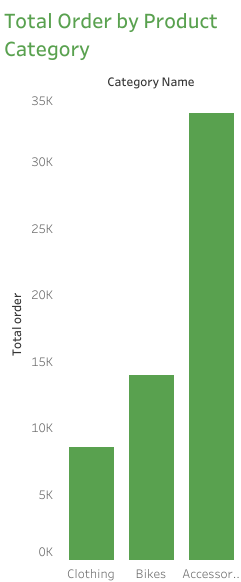 Total Order by Product
Category
Category Name
35K
30K
25K
20K
15K
10K
5K
0K
Total order
Clothing Bikes Accessor..